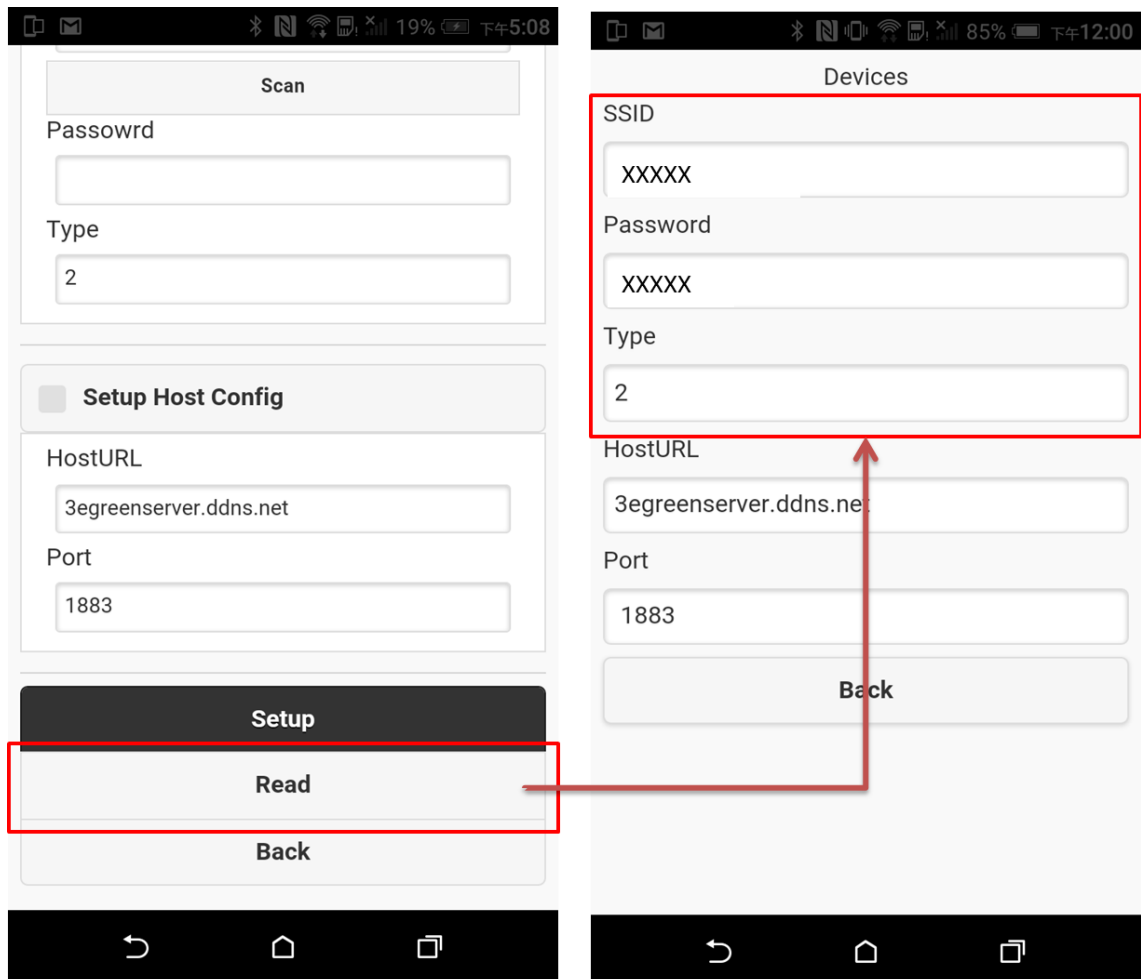 19% 下午5:08
Scan
Passowrd
Type
2
Setup Host Config
HostURL
3egreenserver.ddns.net
Port
1883
Setup
Read
Back
85% 下午12:00
Devices
SSID
XXXXX
Password
XXXXX
Type
2
HostURL
3egreenserver.ddns.net
Port
1883
Back